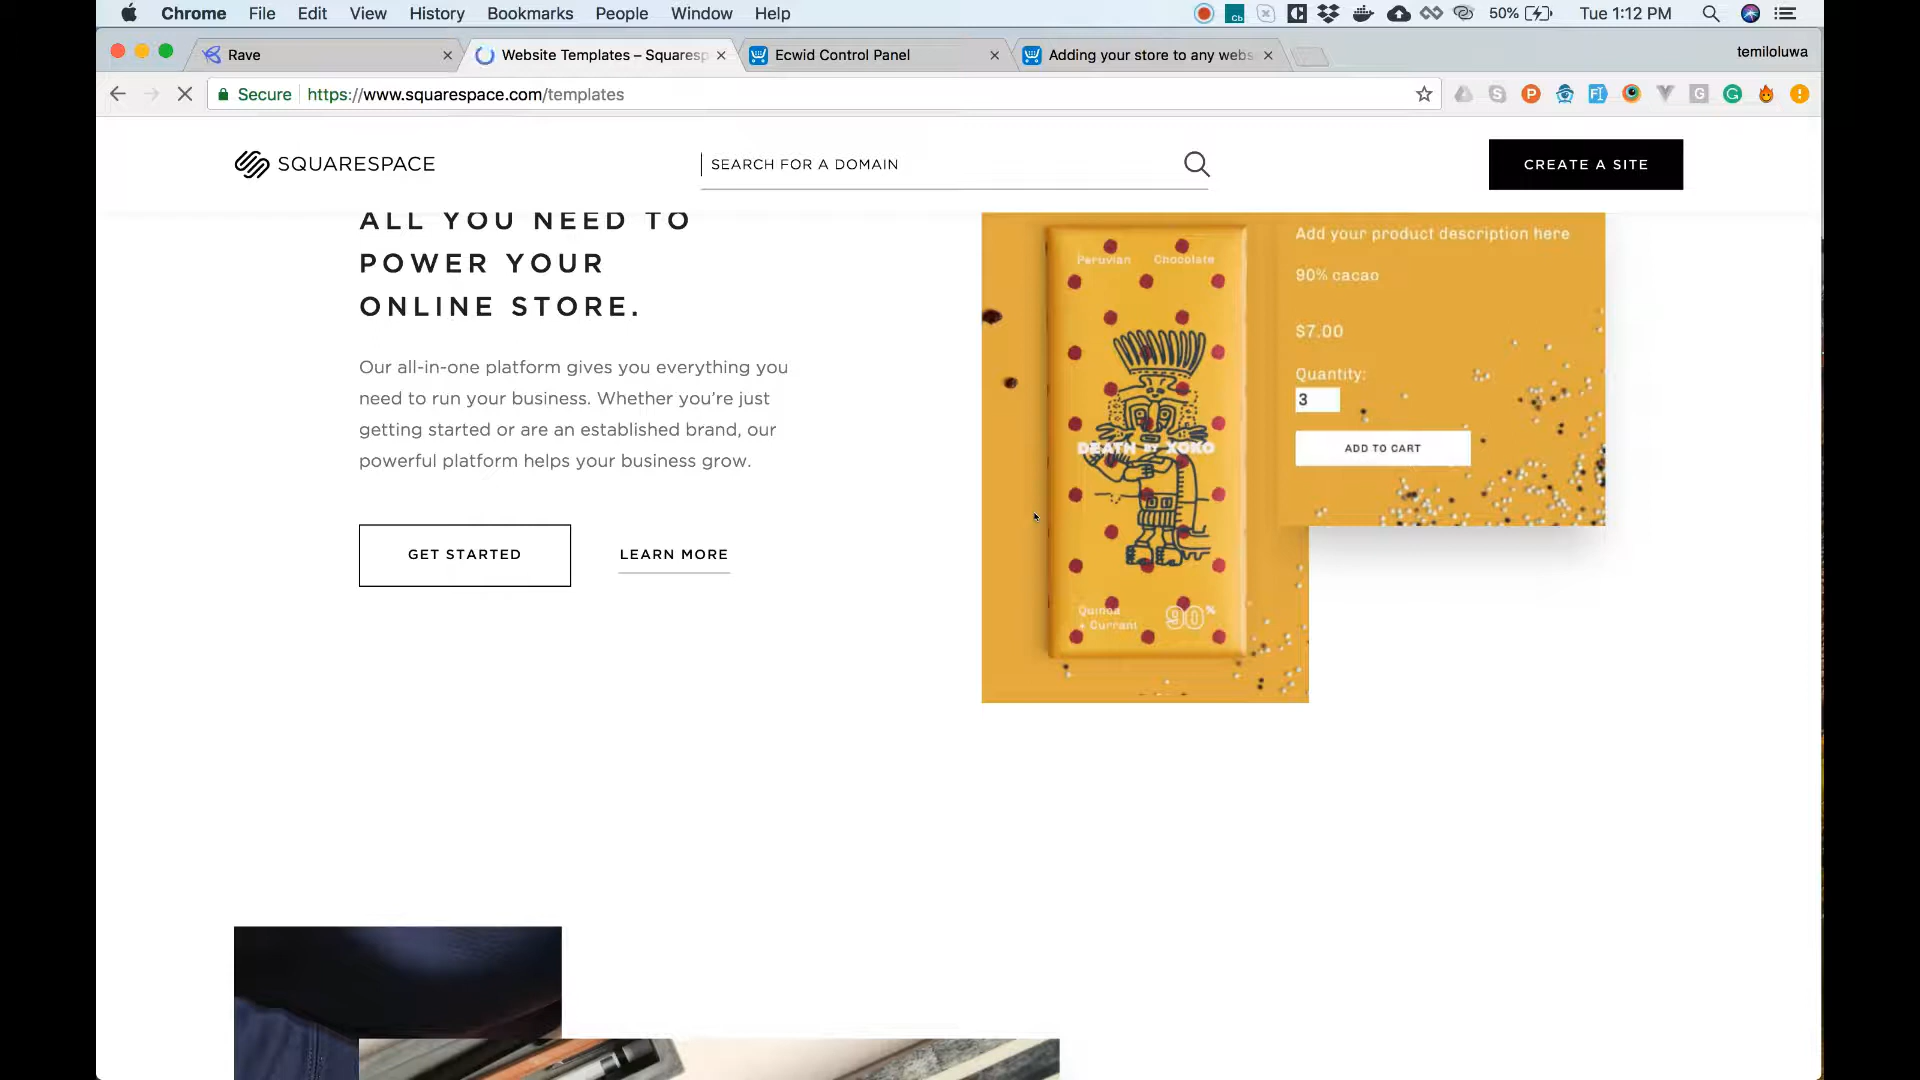 Chrome File Edit View History Bookmarks People Window Help
50% Tue 1:12 PM
Rave
Website Templates – Squaresp
Ecwid Control Panel
Adding your store to any webs
temiloluwa
Secure https://www.squarespace.com/templates
SQUARESPACE
SEARCH FOR A DOMAIN
CREATE A SITE
ALL YOU NEED TO
POWER YOUR
ONLINE STORE.
Our all-in-one platform gives you everything you
need to run your business. Whether you’re just
getting started or are an established brand, our
powerful platform helps your business grow.
GET STARTED
LEARN MORE
Peruvian Chocolate
DEATH BY XOKO
Quinoa
+ Currant
90%
Add your product description here
90% cacao
$7.00
Quantity:
3
ADD TO CART